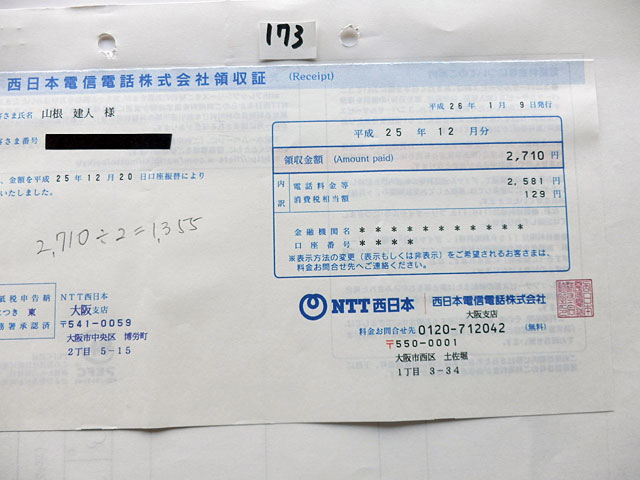 173
西日本電信電話株式会社領収証 (Receipt)
客さま氏名 山根 建人 様
平成 26年 1月 9日発行
客さま番号
平成 25 年 12 月分
領収金額 (Amount paid) 2,710 円
、金額を平成 25年12月20日口座振替により
いたしました。
内訳
電話料金等 2,581 円
消費税相当額 129 円
金融機関名 * * * * * * * * * * *
口座番号 * * * *
※表示方法の変更(表示もしくは非表示)をご希望されるお客さまは、
料金お問合せ先へご連絡ください。
2,710÷2=1,355
紙税申告納
につき 東
務署承認済
NTT西日本
大阪支店
〒541-0059
大阪市中央区 博労町
2丁目 5-15
NTT西日本 西日本電信電話株式会社
大阪支店
料金お問合せ先 0120-712042 (無料)
〒550-0001
大阪市西区 土佐堀
1丁目 3-34